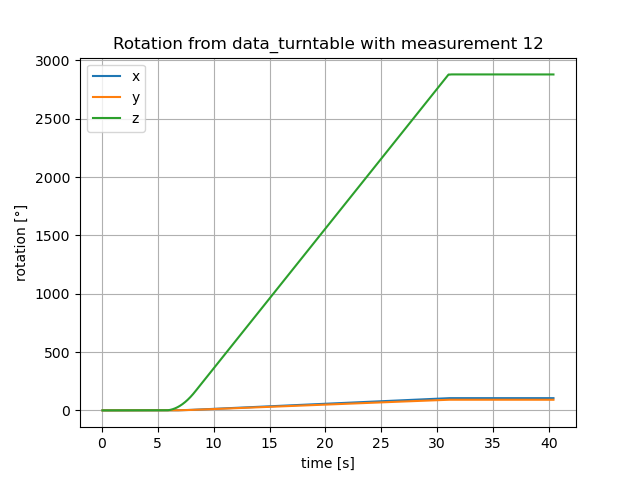 Rotation from data_turntable with measurement 12
x
y
z
3000
2500
2000
1500
1000
500
0
rotation [°]
0 5 10 15 20 25 30 35 40
time [s]